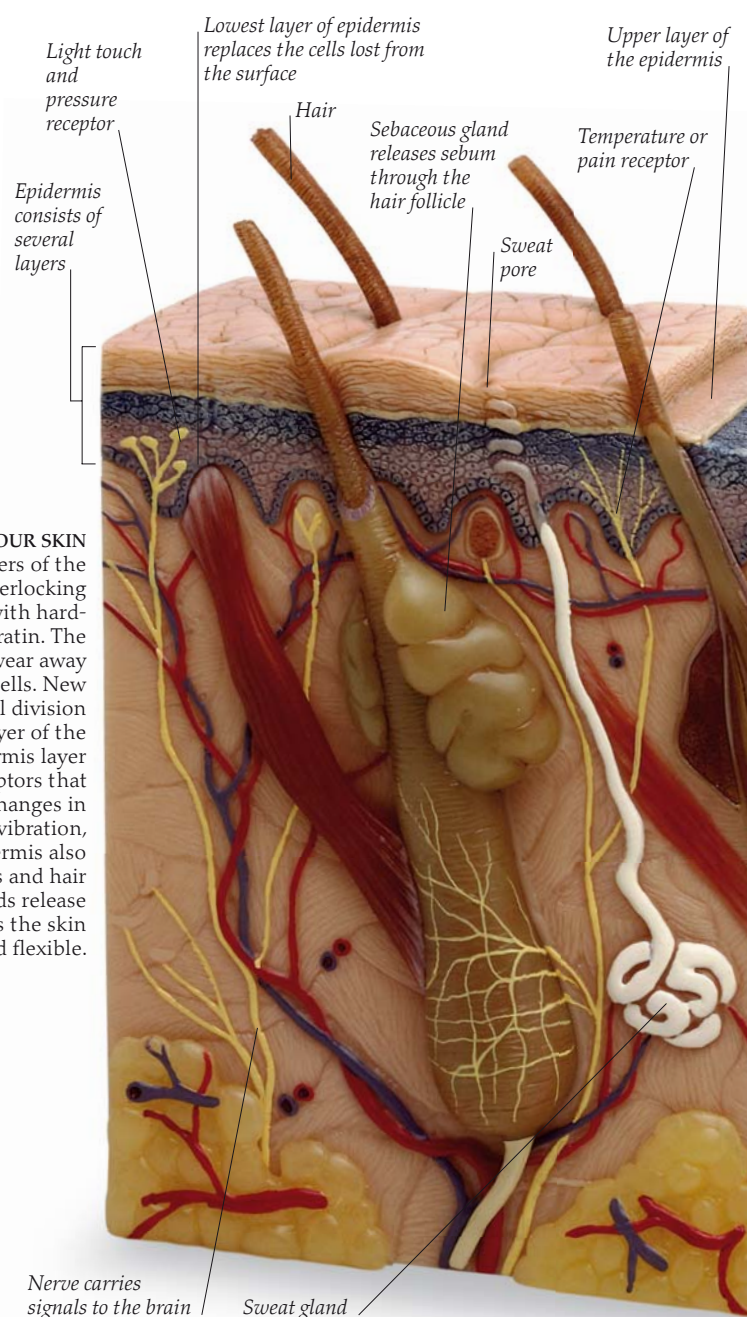 Light touch
and
pressure
receptor
Lowest layer of epidermis
replaces the cells lost from
the surface
Upper layer of
the epidermis
Hair
Sebaceous gland
releases sebum
through the
hair follicle
Temperature or
pain receptor
Epidermis
consists of
several
layers
Sweat
pore
OUR SKIN
ers of the
erlocking
with hard-
ratin. The
wear away
ells. New
l division
yer of the
rmis layer
ptors that
hanges in
vibration,
ermis also
s and hair
ds release
s the skin
d flexible.
Nerve carries
signals to the brain
Sweat gland